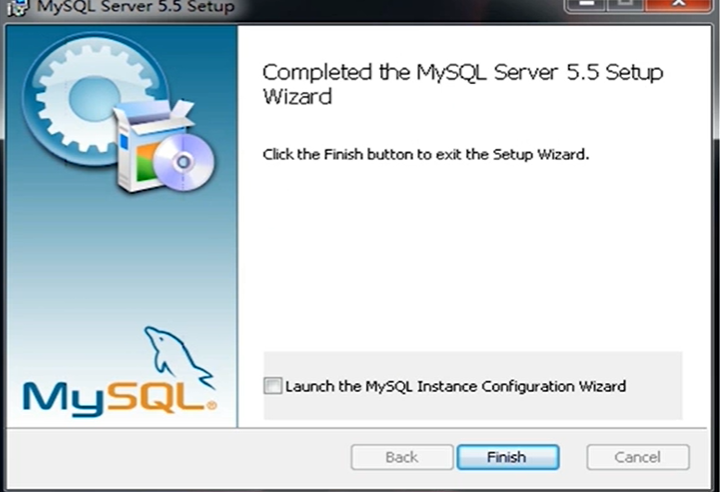 MySQL Server 5.5 Setup
Completed the MySQL Server 5.5 Setup
Wizard
Click the Finish button to exit the Setup Wizard.
MySQL®
Launch the MySQL Instance Configuration Wizard
Back
Finish
Cancel